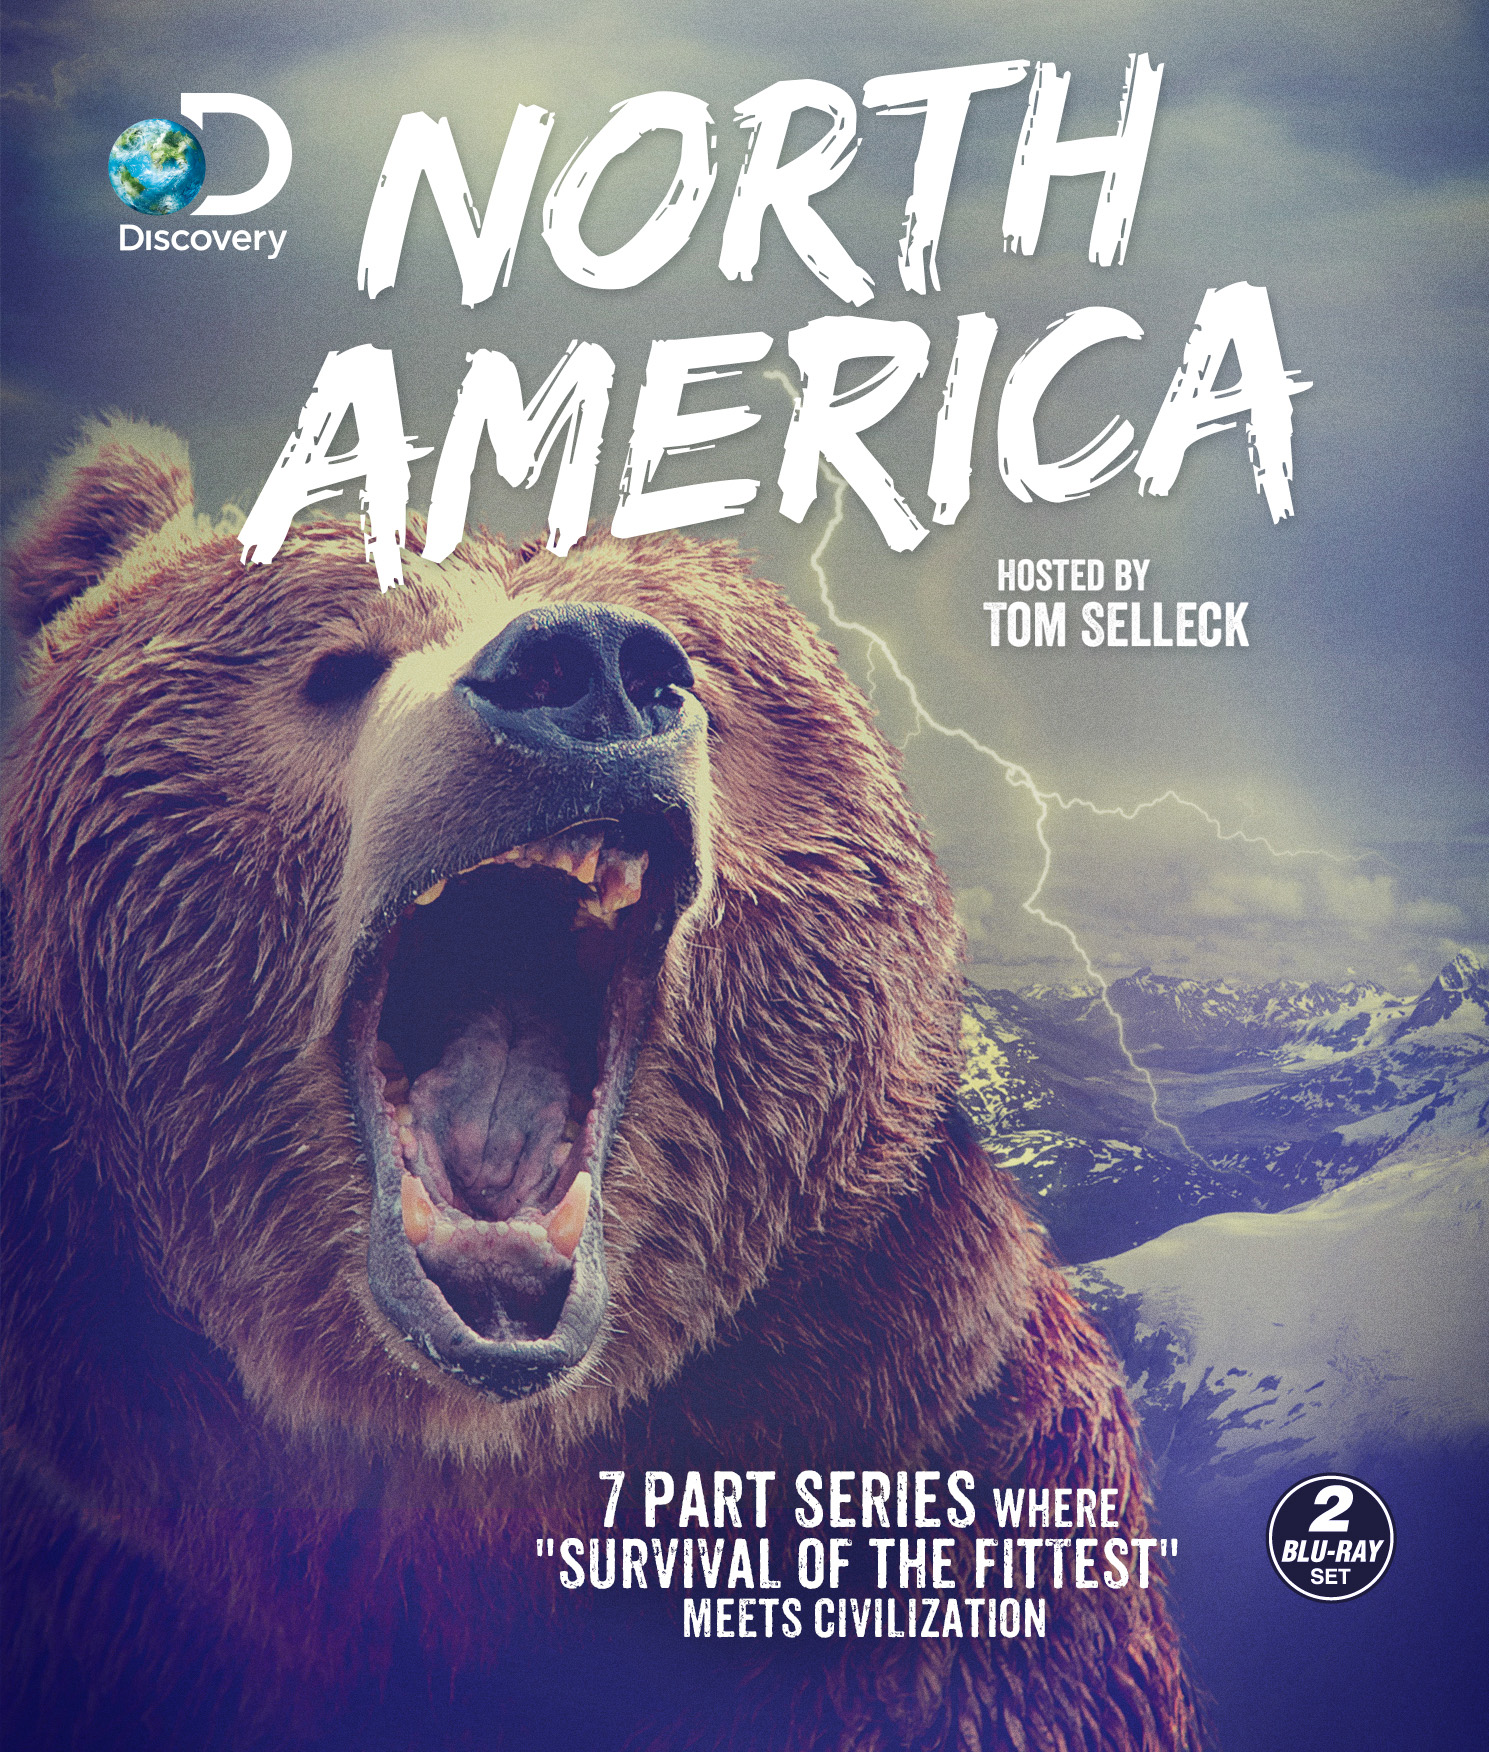 Discovery
NORTH
AMERICA
HOSTED BY
TOM SELLECK
7 PART SERIES WHERE
"SURVIVAL OF THE FITTEST"
MEETS CIVILIZATION
2
BLU-RAY
SET